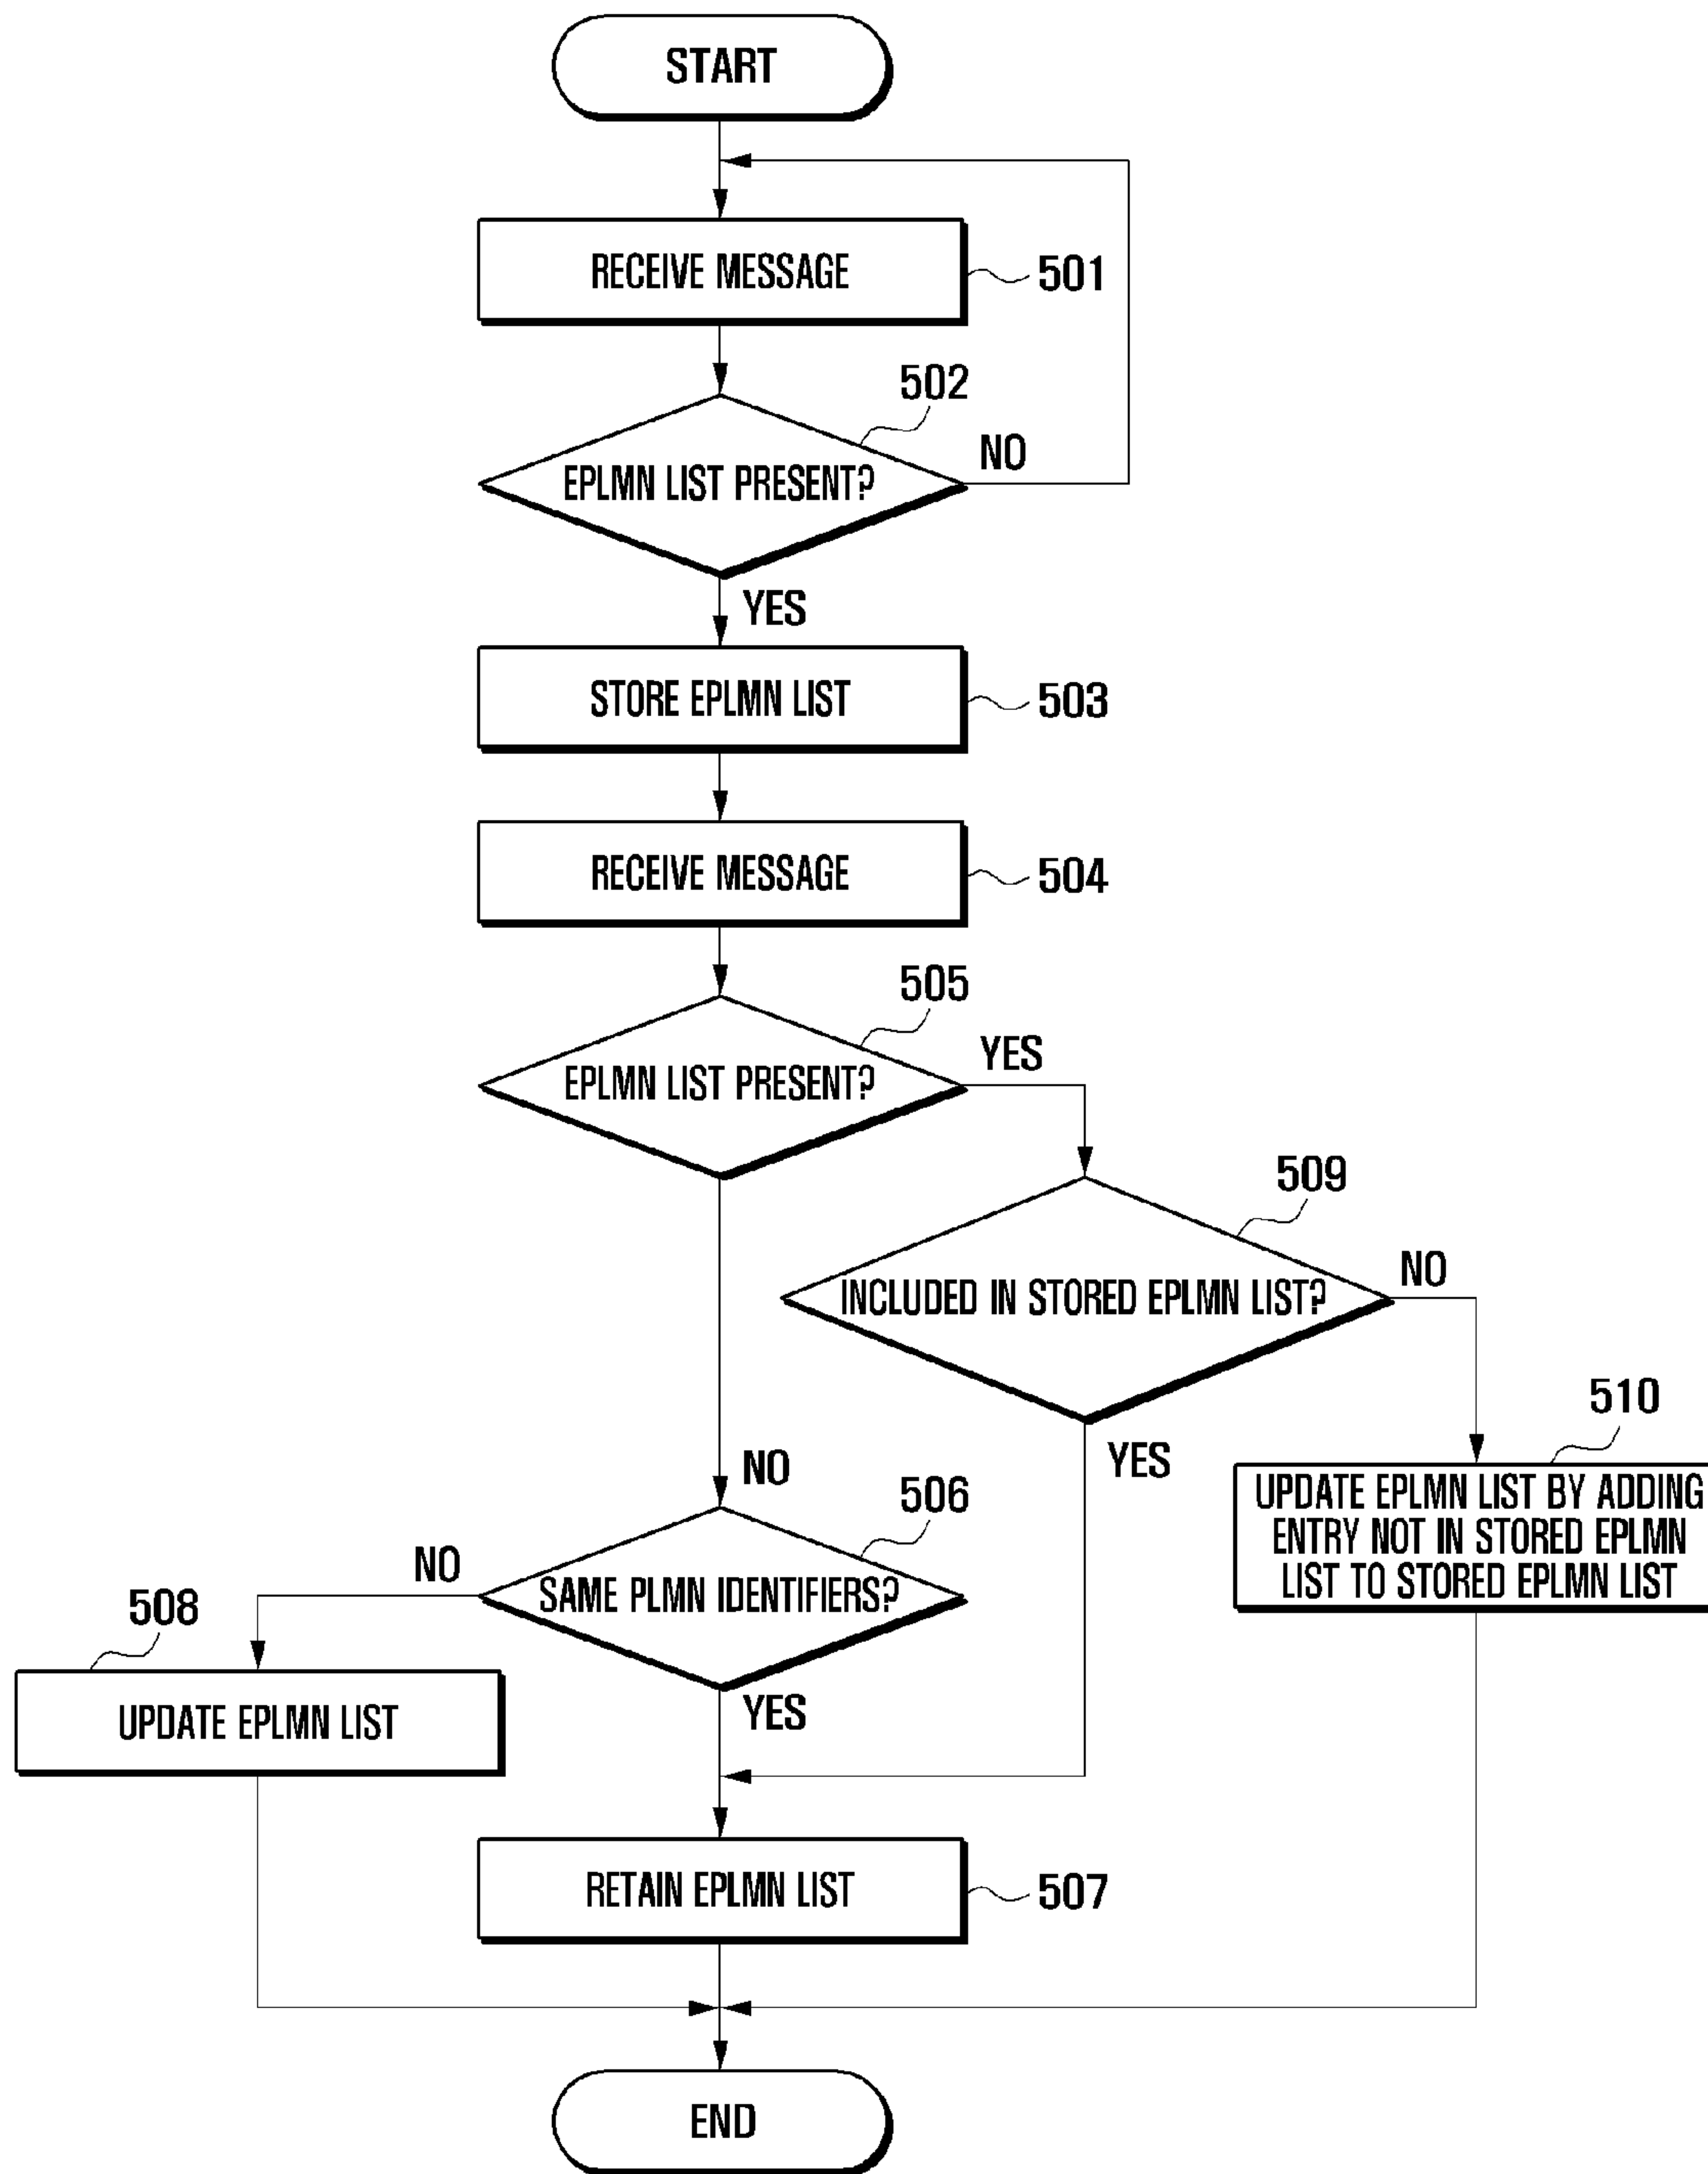 START
RECEIVE MESSAGE
501
502
EPLMN LIST PRESENT?
NO
YES
STORE EPLMN LIST
503
RECEIVE MESSAGE
504
505
EPLMN LIST PRESENT?
YES
509
INCLUDED IN STORED EPLMN LIST?
NO
510
UPDATE EPLMN LIST BY ADDING
ENTRY NOT IN STORED EPLMN
LIST TO STORED EPLMN LIST
YES
NO
506
SAME PLMN IDENTIFIERS?
NO
508
UPDATE EPLMN LIST
YES
RETAIN EPLMN LIST
507
END